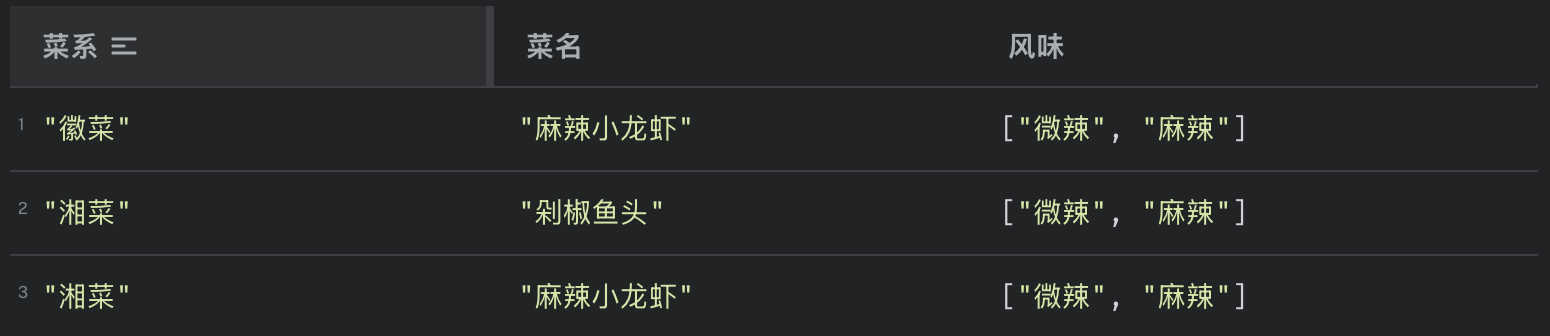 菜系 菜名 风味
1 "徽菜" "麻辣小龙虾" ["微辣", "麻辣"]
2 "湘菜" "剁椒鱼头" ["微辣", "麻辣"]
3 "湘菜" "麻辣小龙虾" ["微辣", "麻辣"]